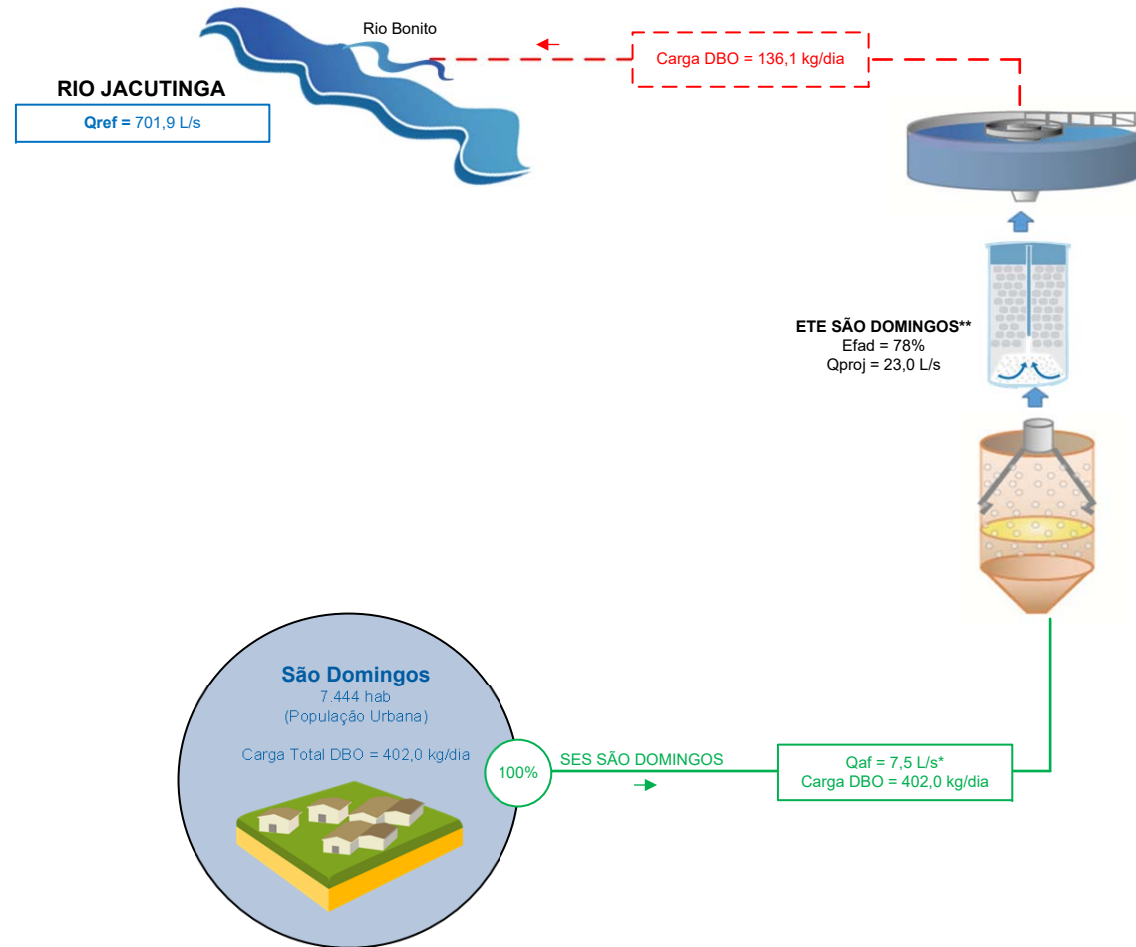 Rio Bonito
Carga DBO = 136,1 kg/dia
RIO JACUTINGA
Qref = 701,9 L/s
ETE SÃO DOMINGOS**
Efad = 78%
Qproj = 23,0 L/s
São Domingos
7.444 hab
(População Urbana)
Carga Total DBO = 402,0 kg/dia
100%
SES SÃO DOMINGOS
Qaf = 7,5 L/s*
Carga DBO = 402,0 kg/dia